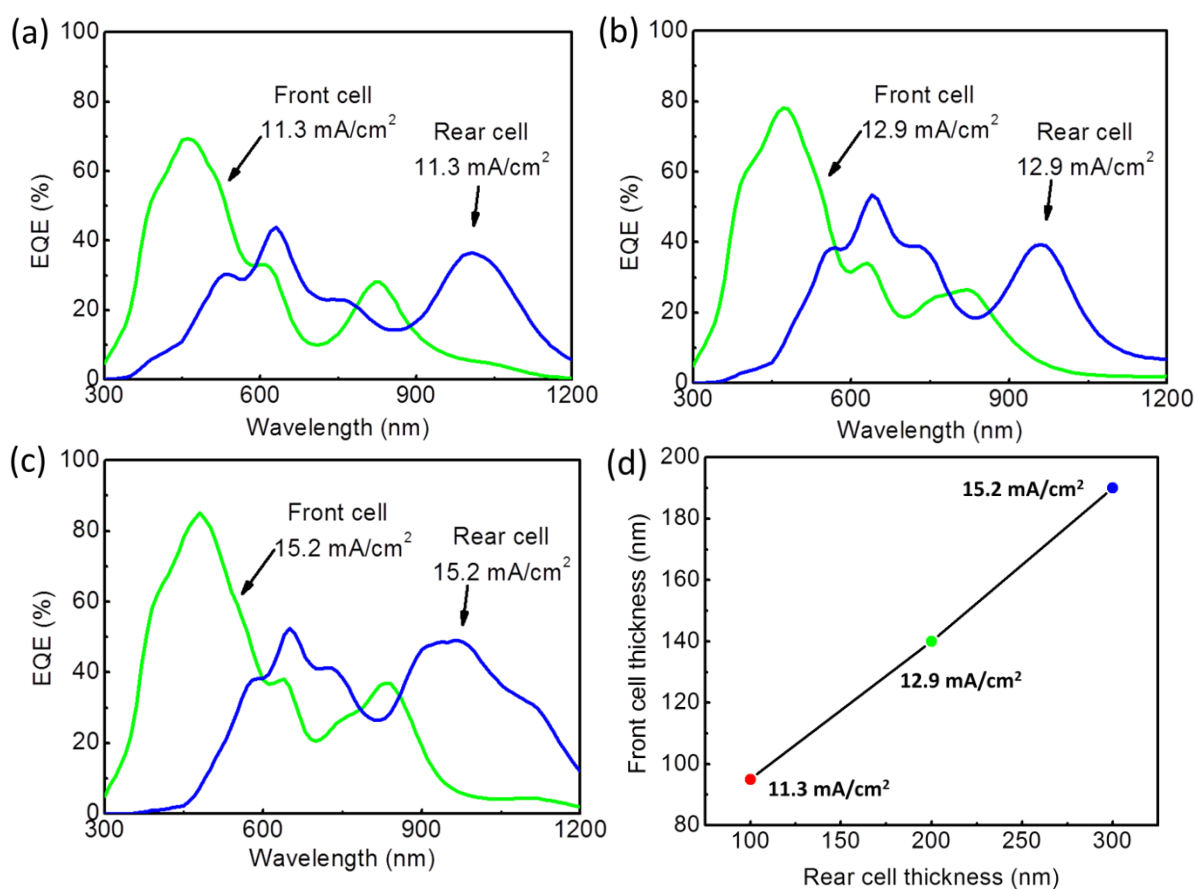 (a)
100
80
60
40
20
0
EQE (%)
Front cell
11.3 mA/cm²
Rear cell
11.3 mA/cm²
300
600
900
1200
Wavelength (nm)
(b)
100
80
60
40
20
0
EQE (%)
Front cell
12.9 mA/cm²
Rear cell
12.9 mA/cm²
300
600
900
1200
Wavelength (nm)
(c)
100
80
60
40
20
0
EQE (%)
Front cell
15.2 mA/cm²
Rear cell
15.2 mA/cm²
300
600
900
1200
Wavelength (nm)
(d)
200
180
160
140
120
100
80
Front cell thickness (nm)
15.2 mA/cm²
12.9 mA/cm²
11.3 mA/cm²
100
150
200
250
300
Rear cell thickness (nm)